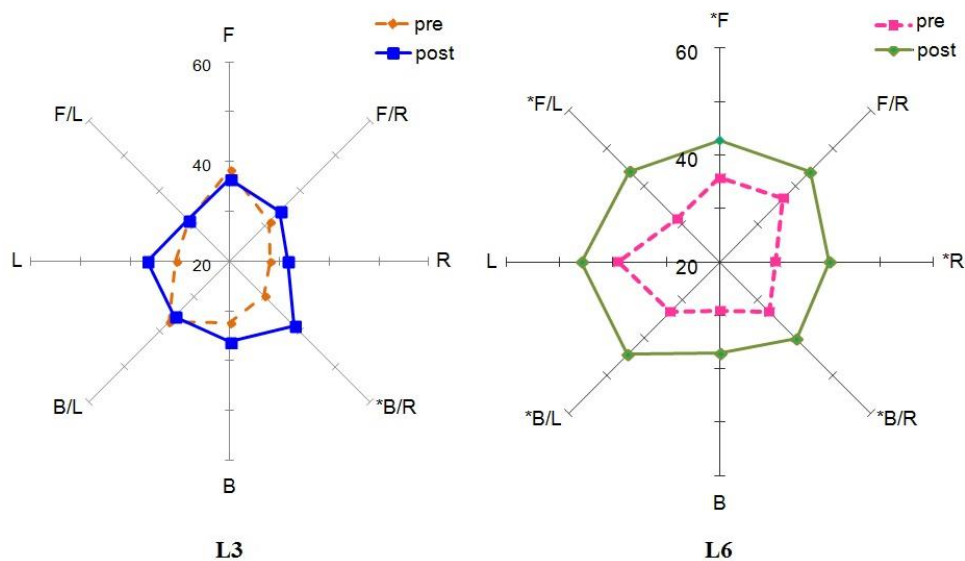 F
pre
post
60
F/L
F/R
40
L
20
R
B/L
*B/R
B
L3
*F
pre
post
60
*F/L
F/R
40
L
20
*R
*B/L
*B/R
B
L6